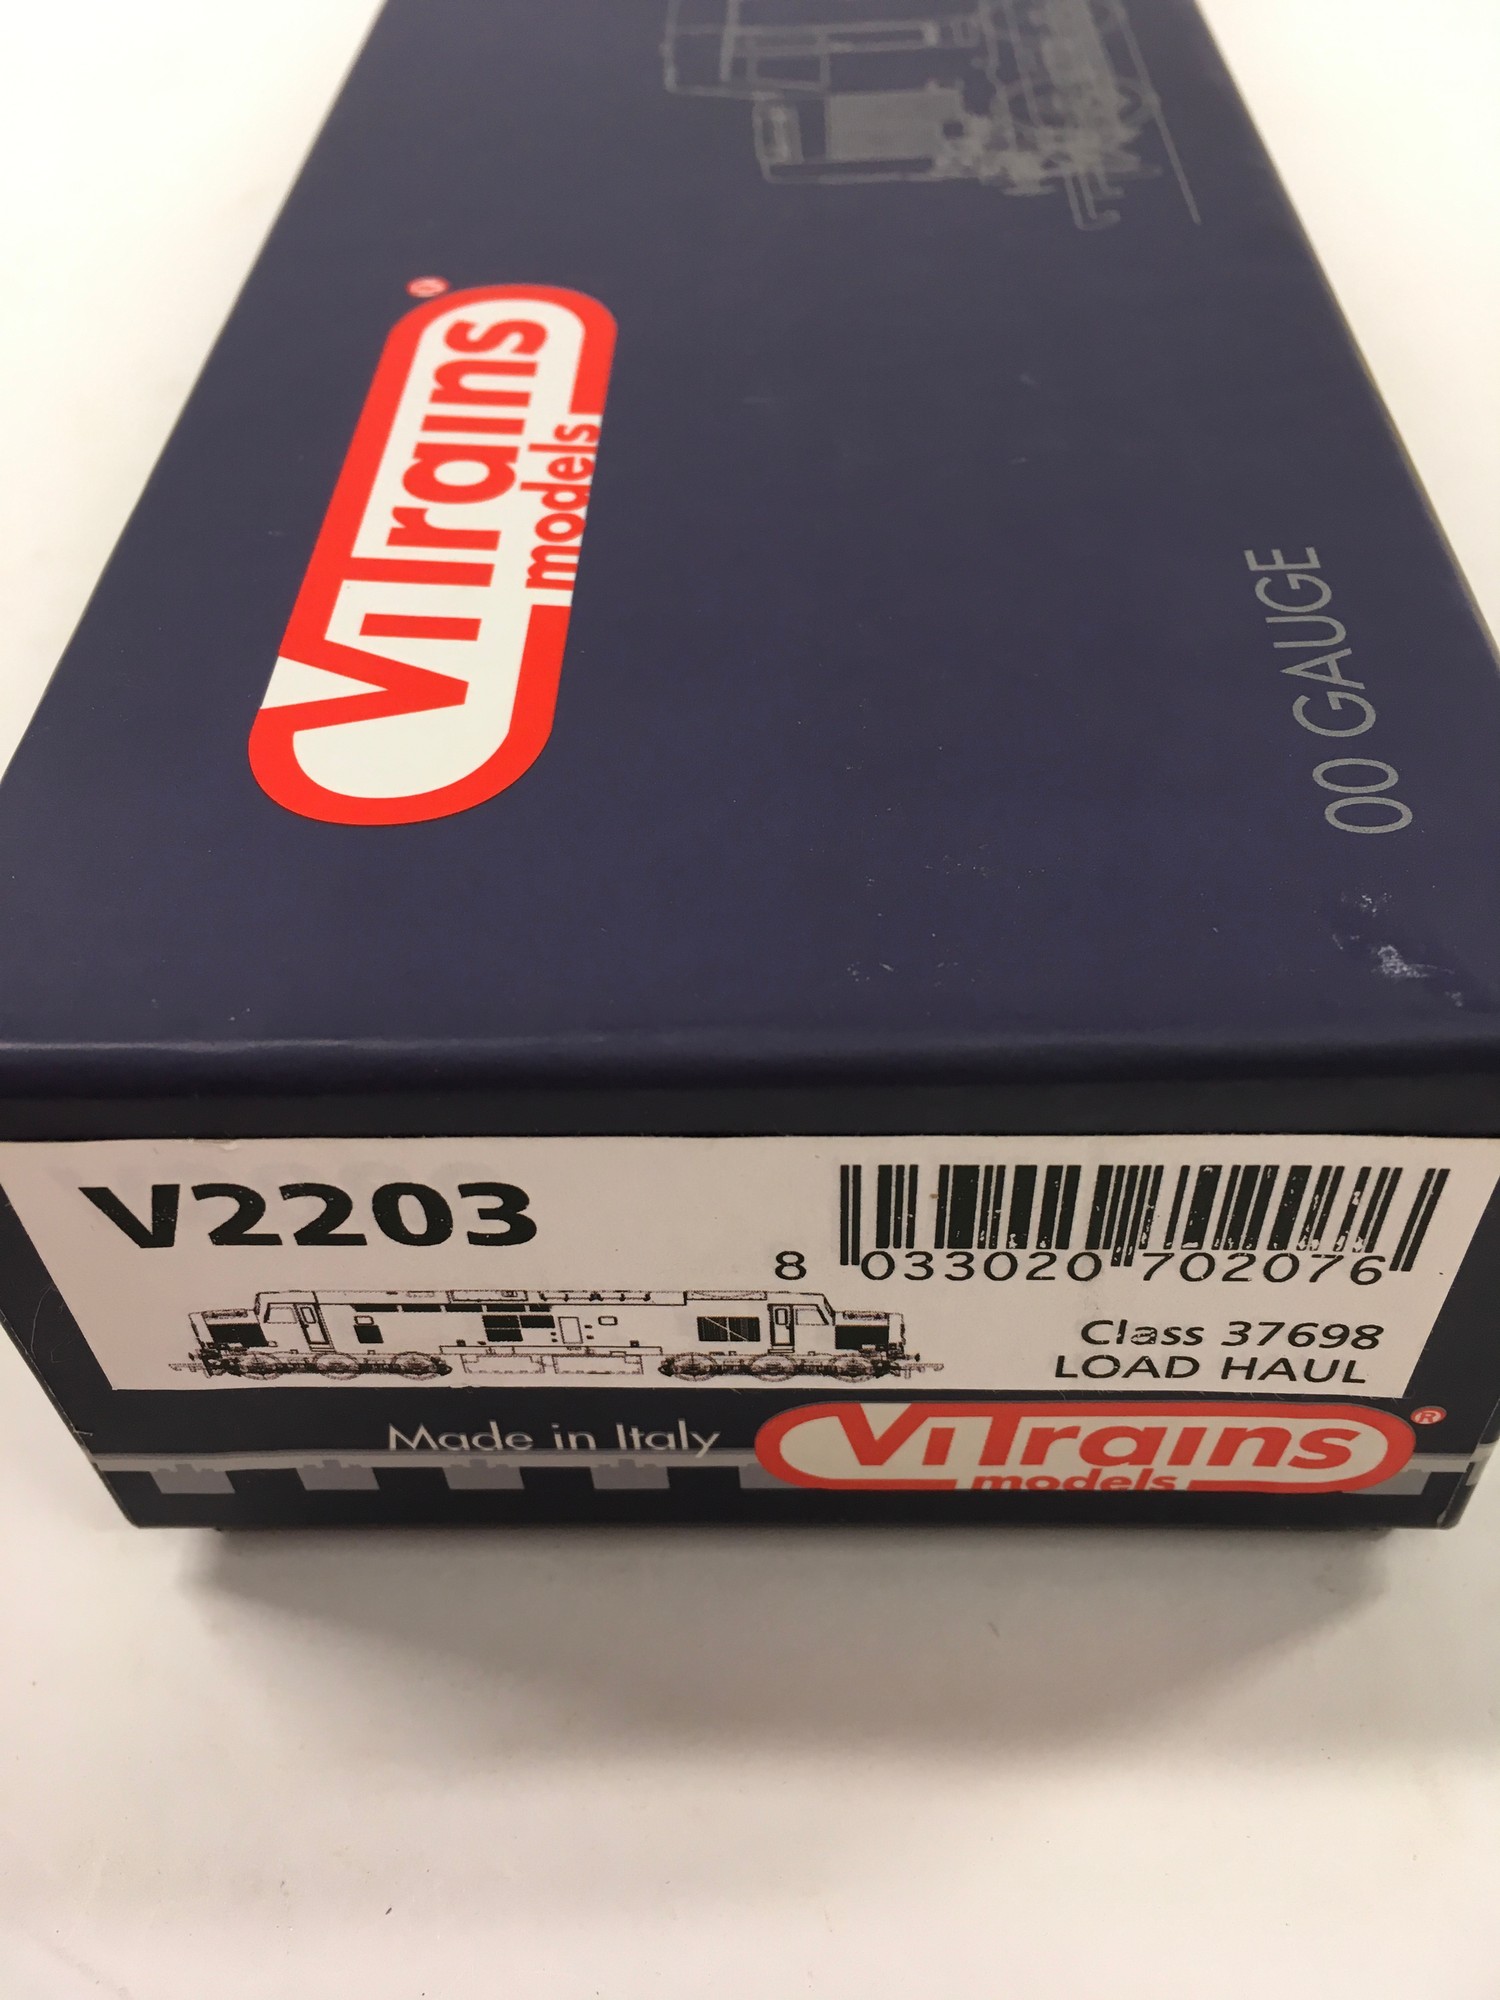 ViTrains
models
00 GAUGE
V2203
8 033020 702076
Class 37698
LOAD HAUL
Made in Italy
ViTrains ®
models